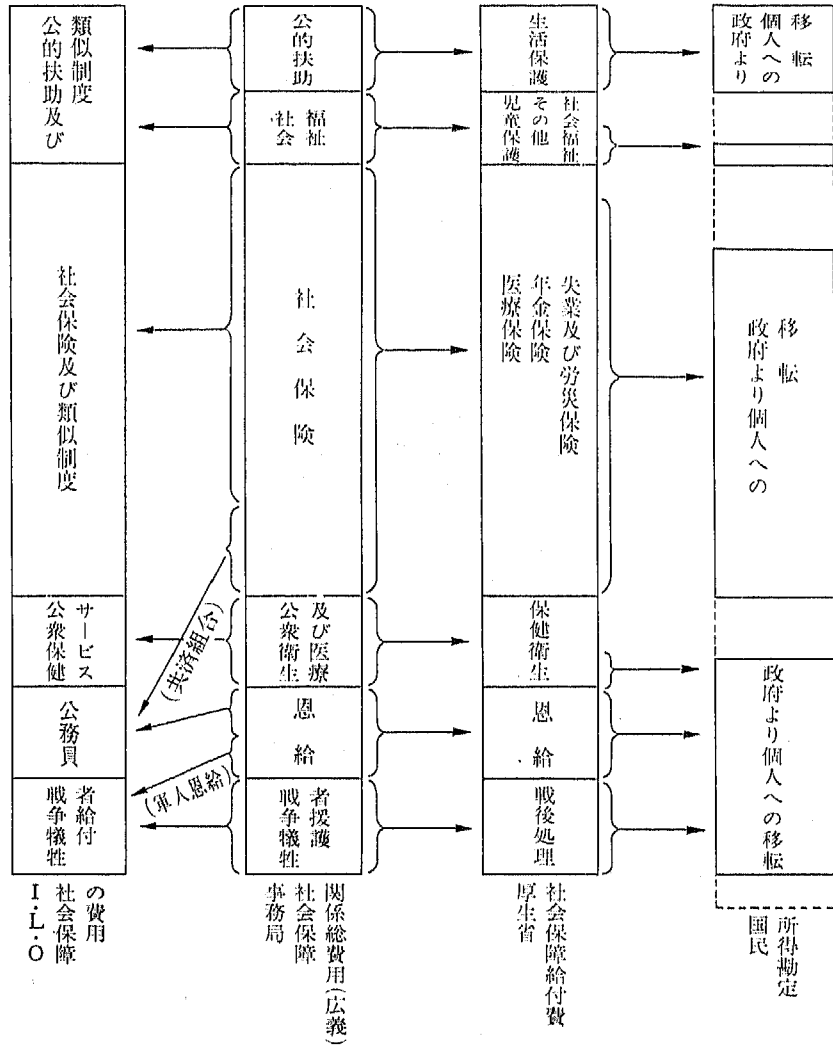 公的扶助及び
類似制度
社会保険及び類似制度
公衆保健
サービス
公務員
戦争犠牲
者給付
I.L.O
社会保障
の費用
(共済組合)
(軍人恩給)
公的扶助
社会
福祉
社会保険
公衆衛生
及び医療
恩給
戦争犠牲
者援護
事務局
社会保障
関係総費用(広義)
生活保護
児童保護
その他
社会福祉
医療保険
年金保険
失業及び労災保険
保健衛生
恩給
戦後処理
厚生省
社会保障給付費
政府より
個人への
移転
政府より個人への
移転
政府より個人への移転
国民
所得勘定